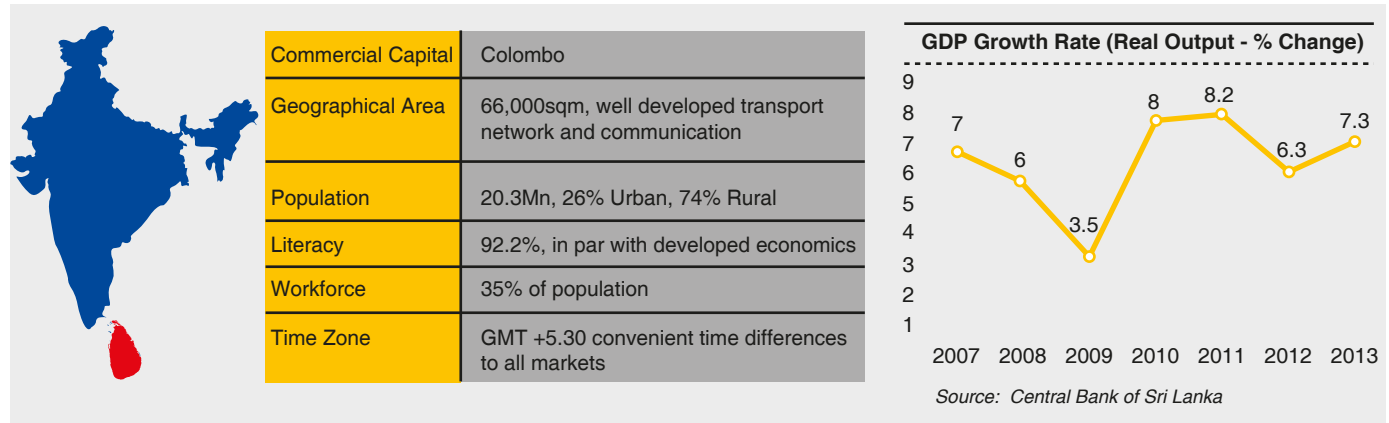 Commercial Capital
Colombo
Geographical Area
66,000sqm, well developed transport
network and communication
Population
20.3Mn, 26% Urban, 74% Rural
Literacy
92.2%, in par with developed economics
Workforce
35% of population
Time Zone
GMT +5.30 convenient time differences
to all markets
GDP Growth Rate (Real Output - % Change)
9
8
7
6
5
4
3
2
1
7
6
3.5
8
8.2
6.3
7.3
2007 2008 2009 2010 2011 2012 2013
Source: Central Bank of Sri Lanka